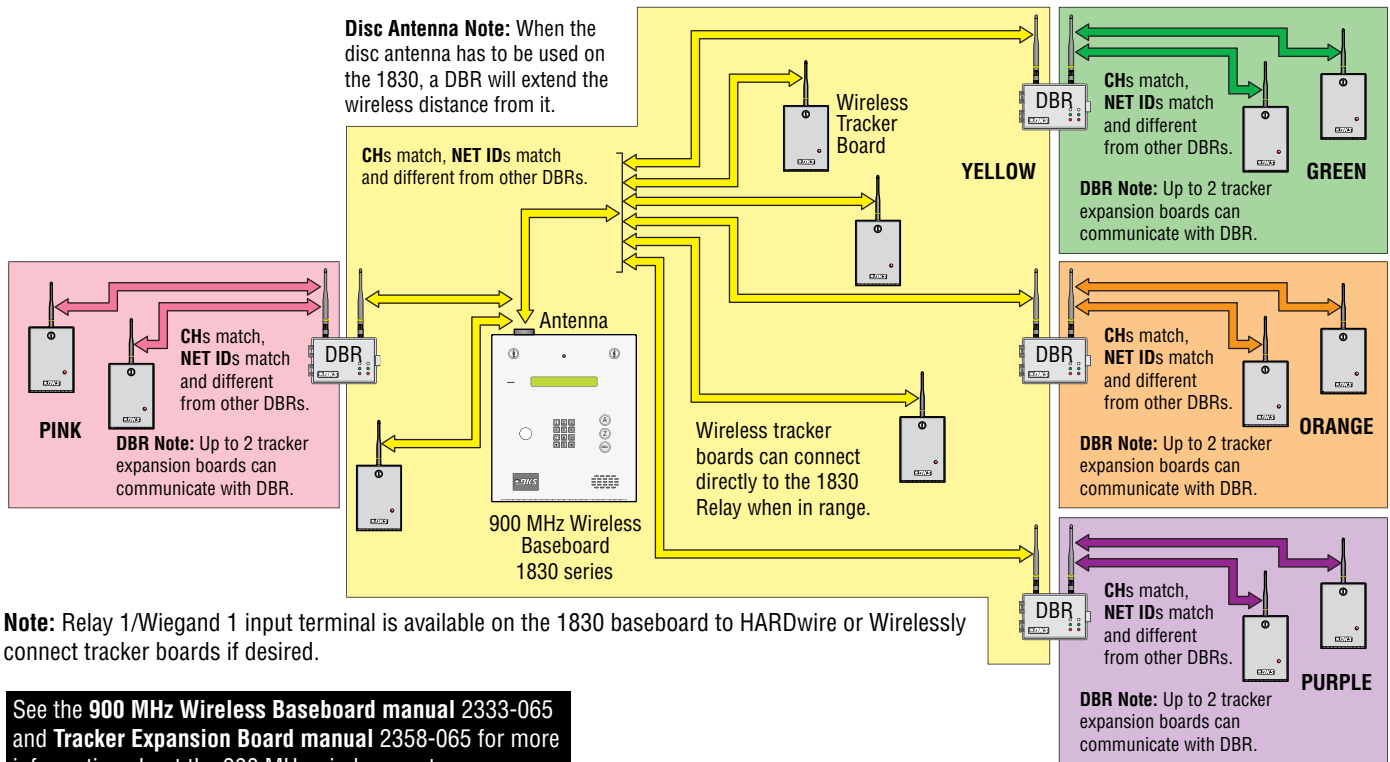 Disc Antenna Note: When the
disc antenna has to be used on
the 1830, a DBR will extend the
wireless distance from it.
CHs match, NET IDs match
and different from other DBRs.
Wireless
Tracker
Board
YELLOW
DBR
DKS
CHs match,
NET IDs match
and different
from other DBRs.
GREEN
DBR Note: Up to 2 tracker
expansion boards can
communicate with DBR.
CHs match,
NET IDs match
and different
from other DBRs.
PINK
DBR Note: Up to 2 tracker
expansion boards can
communicate with DBR.
DBR
Antenna
A
Z
DKS
900 MHz Wireless
Baseboard
1830 series
Wireless tracker
boards can connect
directly to the 1830
Relay when in range.
DBR
CHs match,
NET IDs match
and different
from other DBRs.
ORANGE
DBR Note: Up to 2 tracker
expansion boards can
communicate with DBR.
DBR
CHs match,
NET IDs match
and different
from other DBRs.
PURPLE
DBR Note: Up to 2 tracker
expansion boards can
communicate with DBR.
Note: Relay 1/Wiegand 1 input terminal is available on the 1830 baseboard to HARDwire or Wirelessly
connect tracker boards if desired.
See the 900 MHz Wireless Baseboard manual 2333-065
and Tracker Expansion Board manual 2358-065 for more